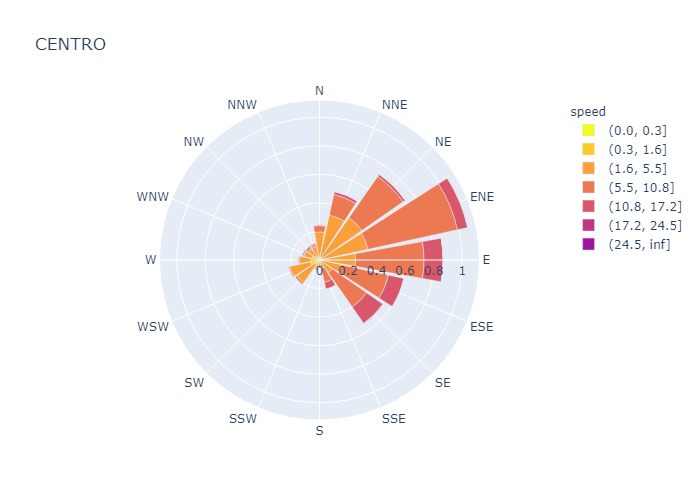 CENTRO
N
NNE
NE
ENE
E
ESE
SE
SSE
S
SSW
SW
WSW
W
WNW
NW
NNW
0 0.2 0.4 0.6 0.8 1
speed
(0.0, 0.3]
(0.3, 1.6]
(1.6, 5.5]
(5.5, 10.8]
(10.8, 17.2]
(17.2, 24.5]
(24.5, inf]